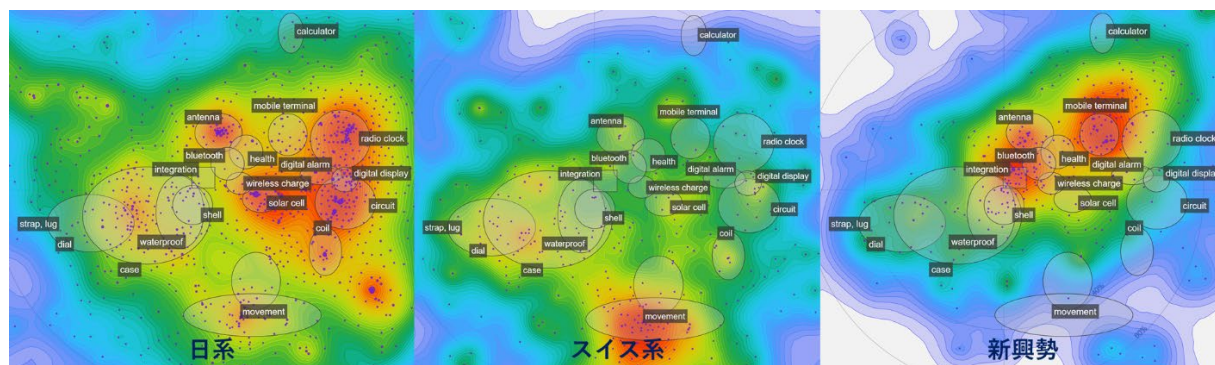 calculator
mobile terminal
antenna
radio clock
bluetooth
health
integration
digital alarm
digital display
wireless charge
solar cell
circuit
strap, lug
shell
dial
waterproof
coil
case
movement
日系
calculator
mobile terminal
antenna
radio clock
bluetooth
health
integration
digital alarm
digital display
wireless charge
shell
solar cell
circuit
strap, lug
dial
waterproof
coil
case
movement
スイス系
calculator
mobile terminal
antenna
radio clock
bluetooth
health
integration
digital alarm
digital display
wireless charge
solar cell
circuit
strap, lug
shell
dial
waterproof
coil
case
movement
新興勢